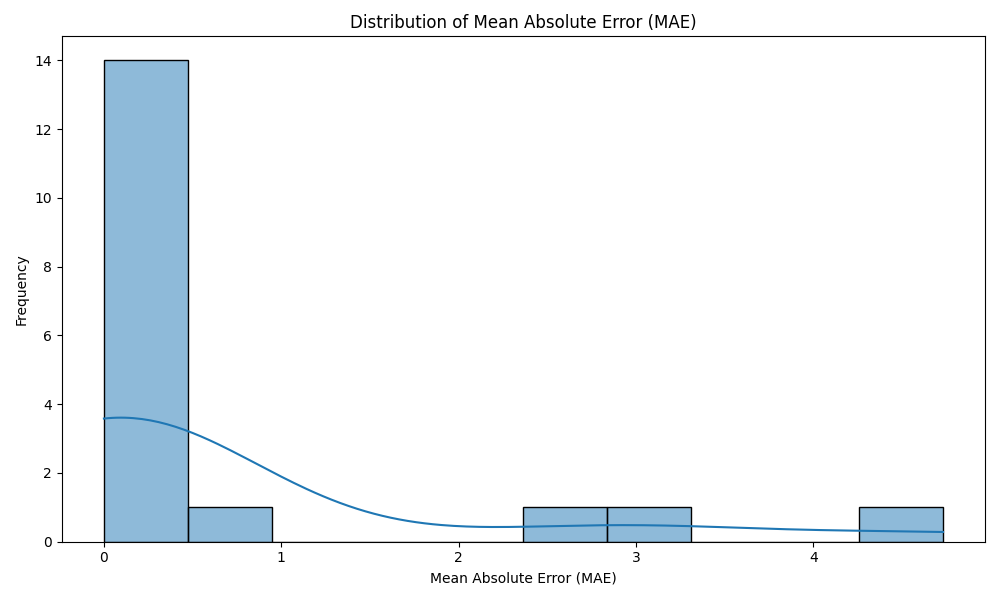 Distribution of Mean Absolute Error (MAE)
14
12
10
8
6
4
2
0
Frequency
0 1 2 3 4
Mean Absolute Error (MAE)